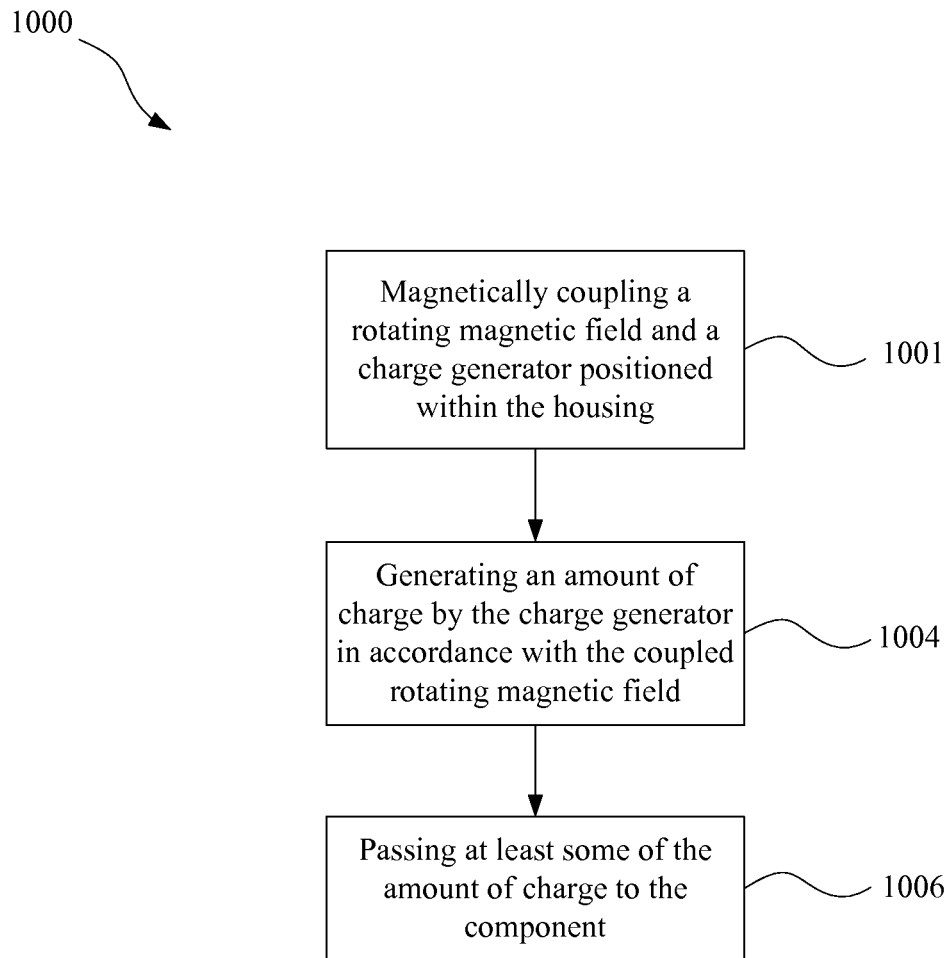 1000
Magnetically coupling a
rotating magnetic field and a
charge generator positioned
within the housing
1001
Generating an amount of
charge by the charge generator
in accordance with the coupled
rotating magnetic field
1004
Passing at least some of the
amount of charge to the
component
1006